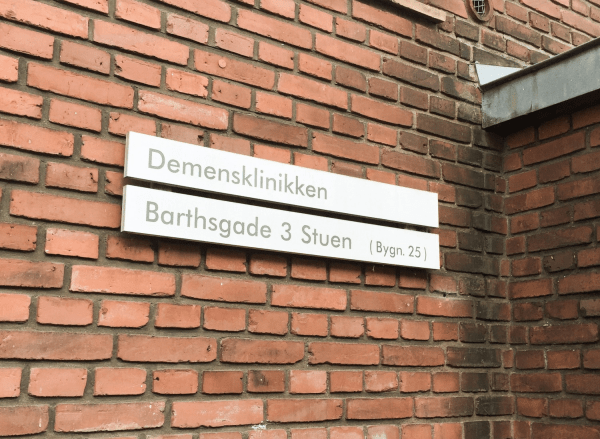 Demensklinikken
Barthsgade 3 Stuen (Bygn. 25)